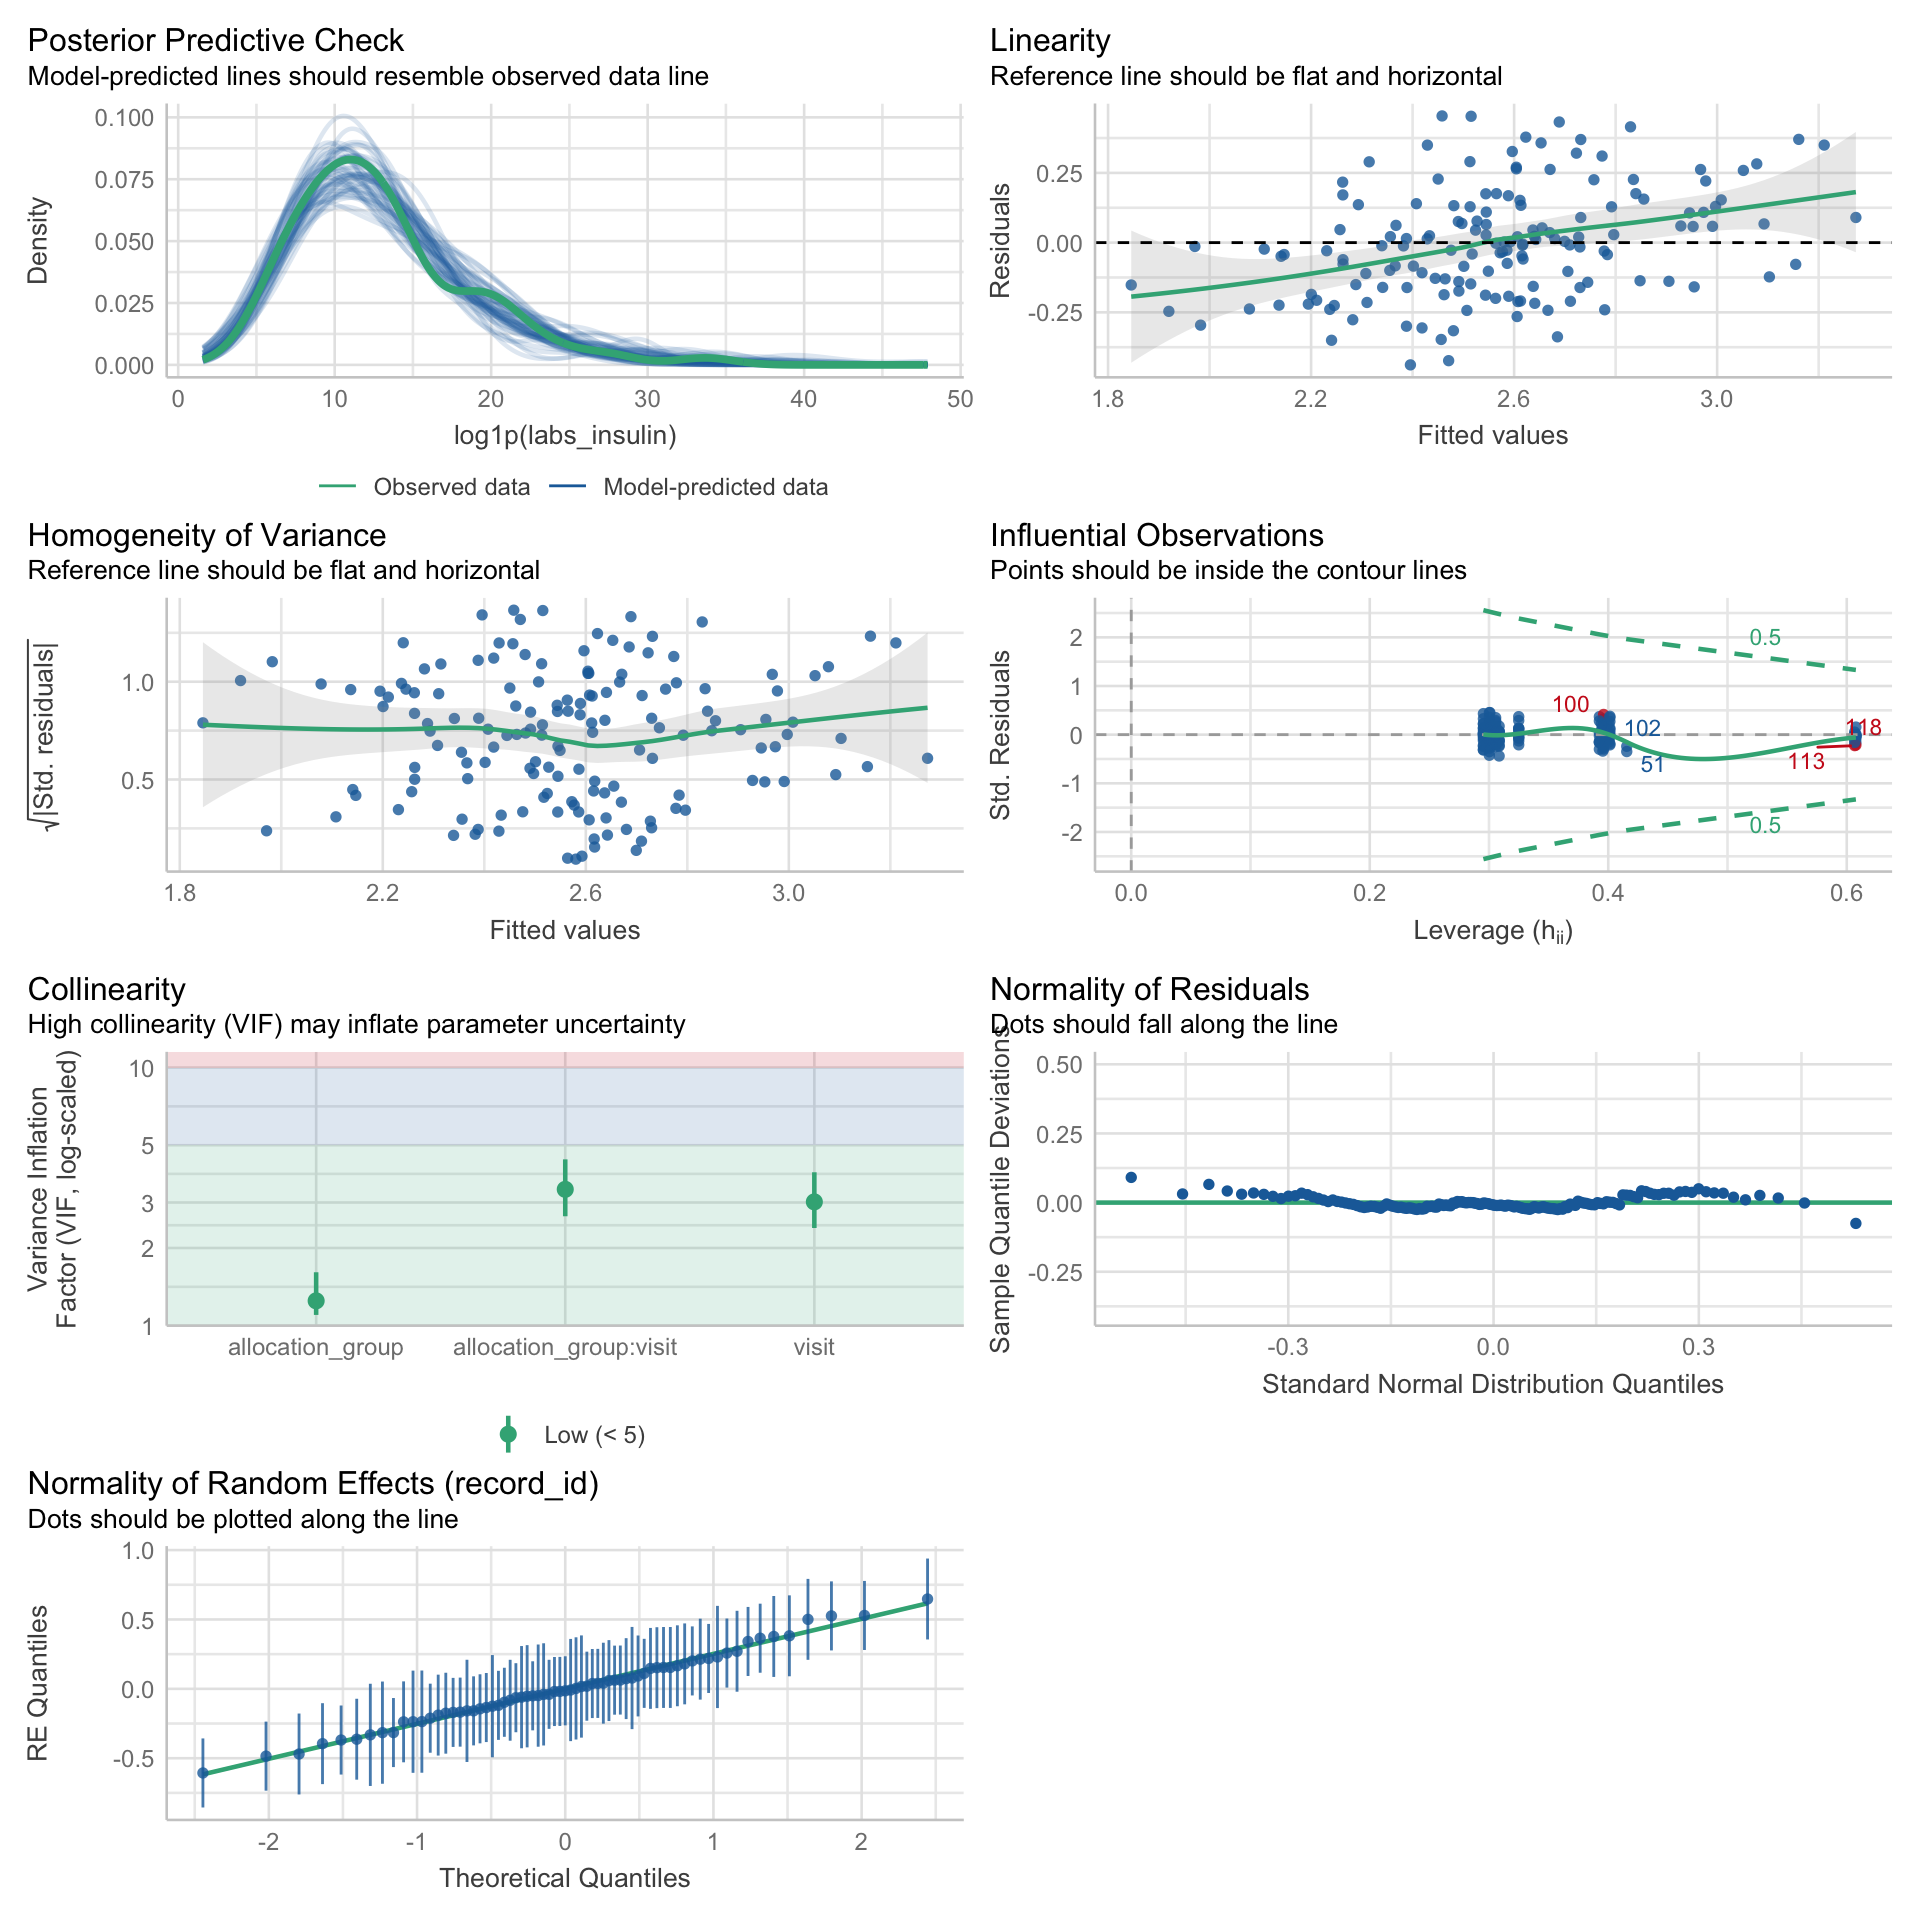 Posterior Predictive Check
Model-predicted lines should resemble observed data line
Density
0.100
0.075
0.050
0.025
0.000
0 10 20 30 40 50
log1p(labs_insulin)
Observed data Model-predicted data
Linearity
Reference line should be flat and horizontal
Residuals
0.25
0.00
-0.25
1.8 2.2 2.6 3.0
Fitted values
Homogeneity of Variance
Reference line should be flat and horizontal
√|Std. residuals|
1.0
0.5
1.8 2.2 2.6 3.0
Fitted values
Influential Observations
Points should be inside the contour lines
Std. Residuals
2
1
0
-1
-2
0.5
100
102
118
51
113
0.5
0.0 0.2 0.4 0.6
Leverage (hii)
Collinearity
High collinearity (VIF) may inflate parameter uncertainty
Variance Inflation
Factor (VIF, log-scaled)
10
5
3
2
1
allocation_group allocation_group:visit visit
Low (< 5)
Normality of Residuals
Dots should fall along the line
Sample Quantile Deviations
0.50
0.25
0.00
-0.25
-0.3 0.0 0.3
Standard Normal Distribution Quantiles
Normality of Random Effects (record_id)
Dots should be plotted along the line
RE Quantiles
1.0
0.5
0.0
-0.5
-2 -1 0 1 2
Theoretical Quantiles